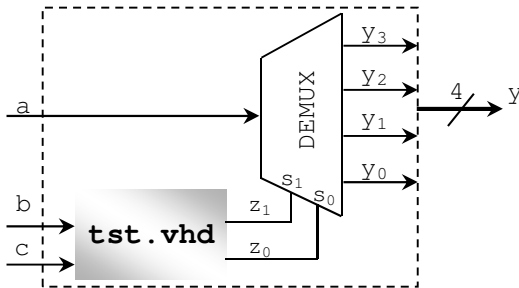 y₃
4
y
y₂
a
DEMUX
y₁
y₀
s₁
s₀
b
z₁
tst.vhd
c
z₀